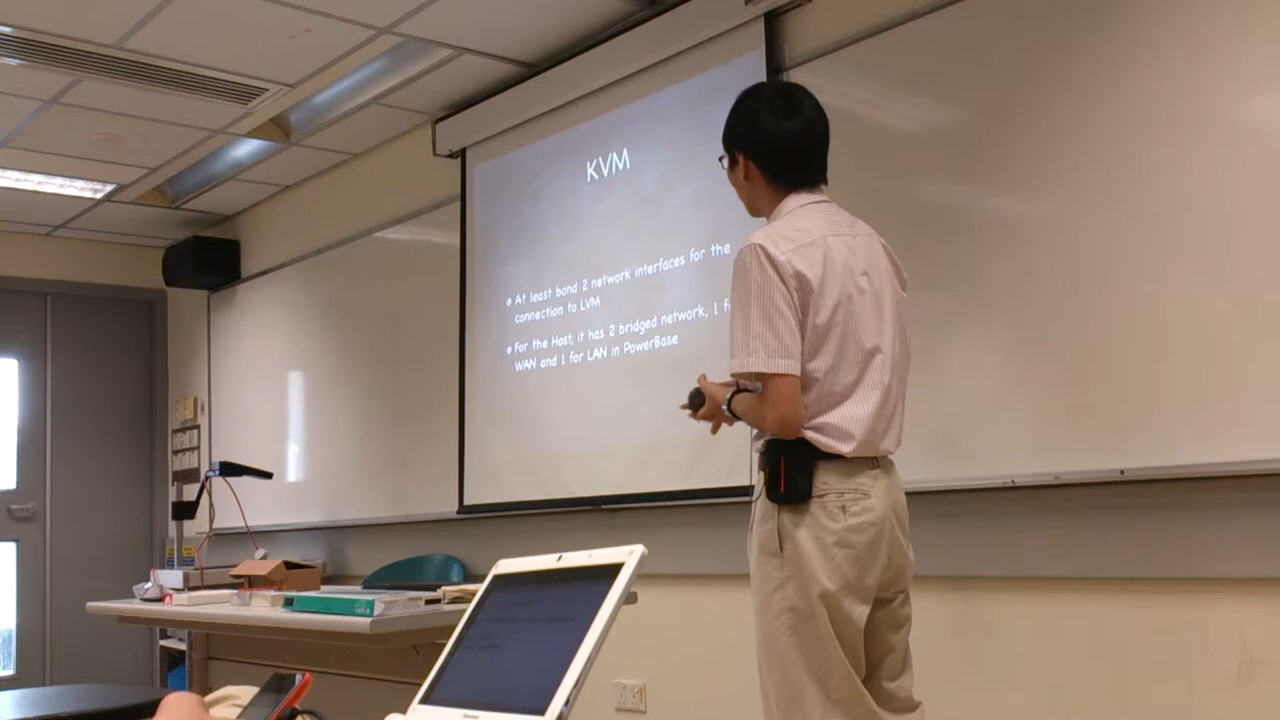 KVM
At least bond 2 network interfaces for the
connection to LVM
For the Host, it has 2 bridged network, 1
WAN and 1 for LAN in PowerBase